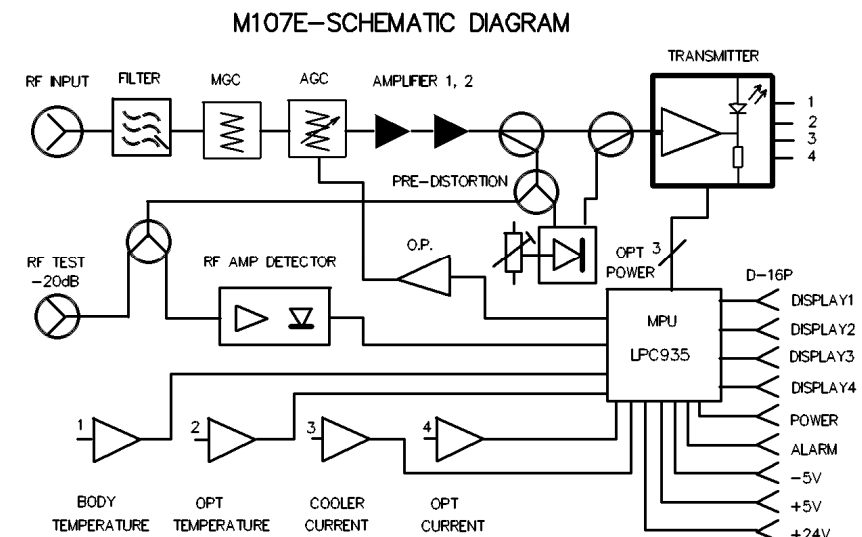 M107E-SCHEMATIC DIAGRAM
TRANSMITTER
RF INPUT
FILTER
MGC
AGC
AMPLIFIER 1, 2
1
2
3
4
PRE-DISTORTION
RF TEST
-20dB
RF AMP DETECTOR
O.P.
OPT
POWER
3
D-16P
MPU
LPC935
DISPLAY1
DISPLAY2
DISPLAY3
DISPLAY4
POWER
ALARM
-5V
+5V
+24V
1
2
3
4
BODY
TEMPERATURE
OPT
TEMPERATURE
COOLER
CURRENT
OPT
CURRENT